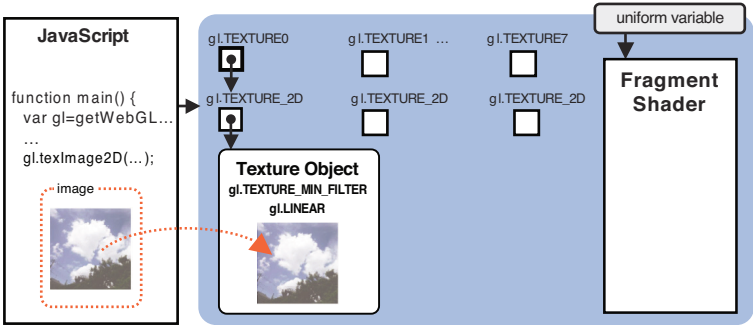 JavaScript
function main() {
var gl=getWebGL...
...
gl.texImage2D(...);
image
gl.TEXTURE0 gl.TEXTURE1 ... gl.TEXTURE7
gl.TEXTURE_2D gl.TEXTURE_2D gl.TEXTURE_2D
Texture Object
gl.TEXTURE_MIN_FILTER
gl.LINEAR
uniform variable
Fragment
Shader